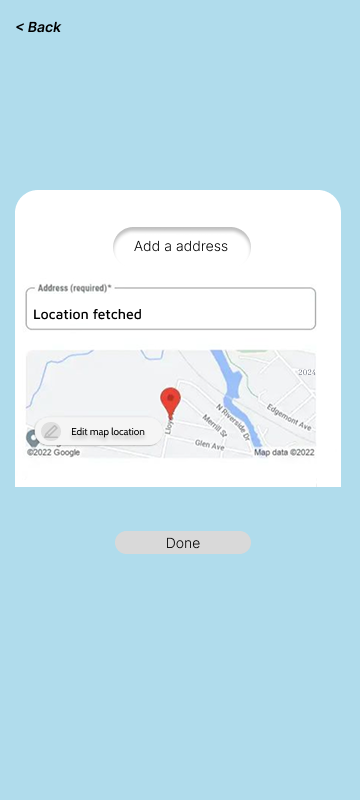 < Back
Add a address
Address (required)*
Location fetched
2024
Edgemont Ave
N Riverside Dr
Merrill St
Lloyd
Glen Ave
Edit map location
©2022 Google
Map data ©2022
Done